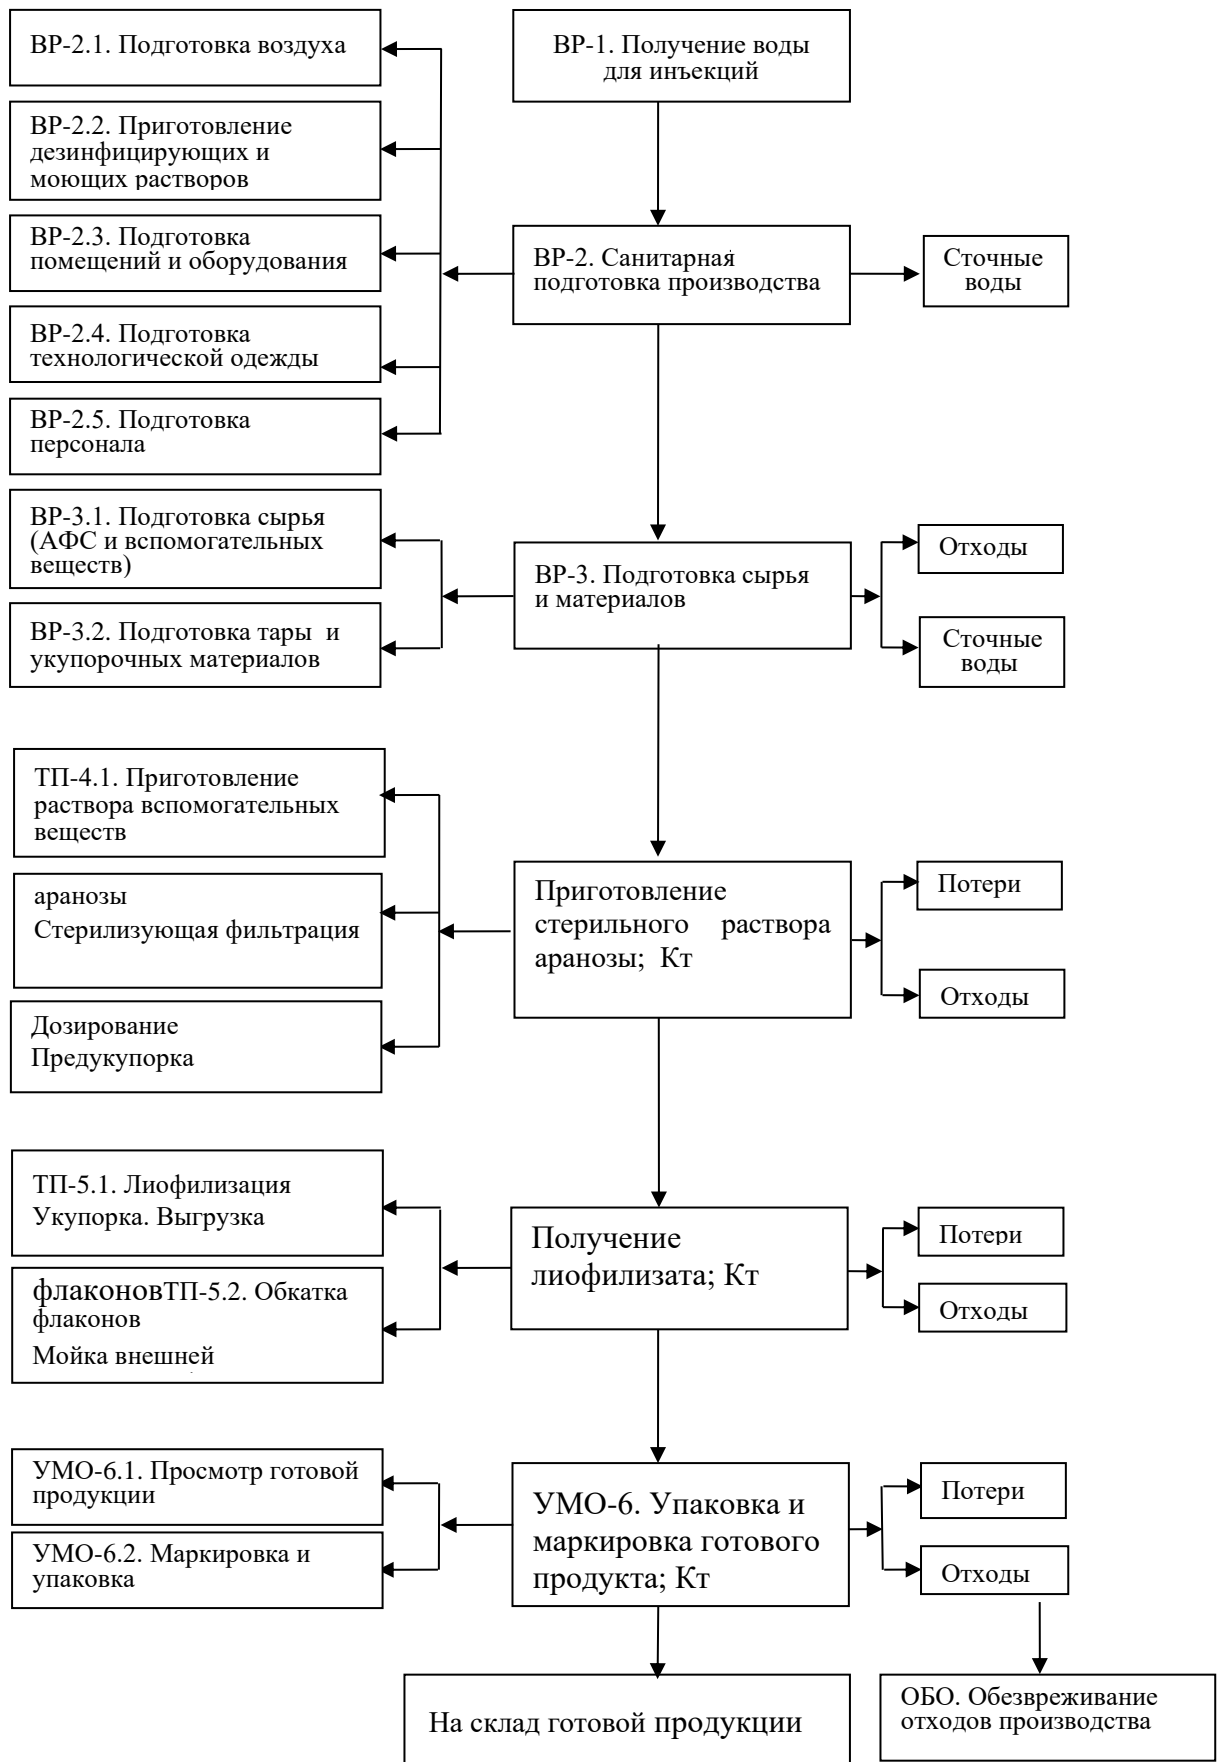 ВР-2.1. Подготовка воздуха
ВР-1. Получение воды
для инъекций
ВР-2.2. Приготовление
дезинфицирующих и
моющих растворов
ВР-2.3. Подготовка
помещений и оборудования
ВР-2. Санитарная
подготовка производства
Сточные
воды
ВР-2.4. Подготовка
технологической одежды
ВР-2.5. Подготовка
персонала
ВР-3.1. Подготовка сырья
(АФС и вспомогательных
веществ)
ВР-3. Подготовка сырья
и материалов
Отходы
ВР-3.2. Подготовка тары и
укупорочных материалов
Сточные
воды
ТП-4.1. Приготовление
раствора вспомогательных
веществ
аранозы
Стерилизующая фильтрация
Приготовление
стерильного раствора
аранозы; Кт
Потери
Отходы
Дозирование
Предукупорка
ТП-5.1. Лиофилизация
Укупорка. Выгрузка
Получение
лиофилизата; Кт
Потери
Отходы
флаконовТП-5.2. Обкатка
флаконов
Мойка внешней
УМО-6.1. Просмотр готовой
продукции
УМО-6. Упаковка и
маркировка готового
продукта; Кт
Потери
УМО-6.2. Маркировка и
упаковка
Отходы
На склад готовой продукции
ОБО. Обезвреживание
отходов производства